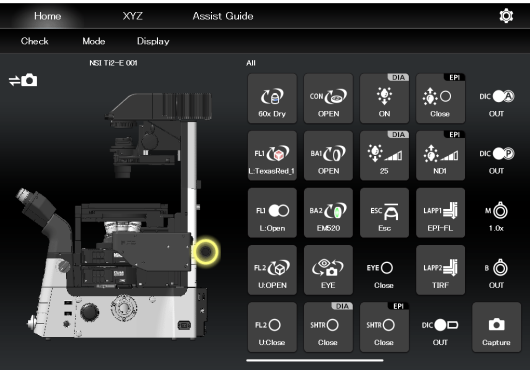 Home XYZ Assist Guide
Check Mode Display
NSI Ti2-E 001
All
60x Dry
CON
OPEN
DIA
ON
EPI
Close
DIC A
OUT
FL1
L:TexasRed_1
BA1
OPEN
DIA
25
EPI
ND1
DIC P
OUT
FL1
L:Open
BA2
EM520
ESC
Esc
LAPP1
EPI-FL
M
1.0x
FL2
U:OPEN
EYE
EYE
Close
LAPP2
TIRF
B
OUT
FL2
U:Close
DIA
SHTR
Close
EPI
SHTR
Close
DIC
OUT
Capture